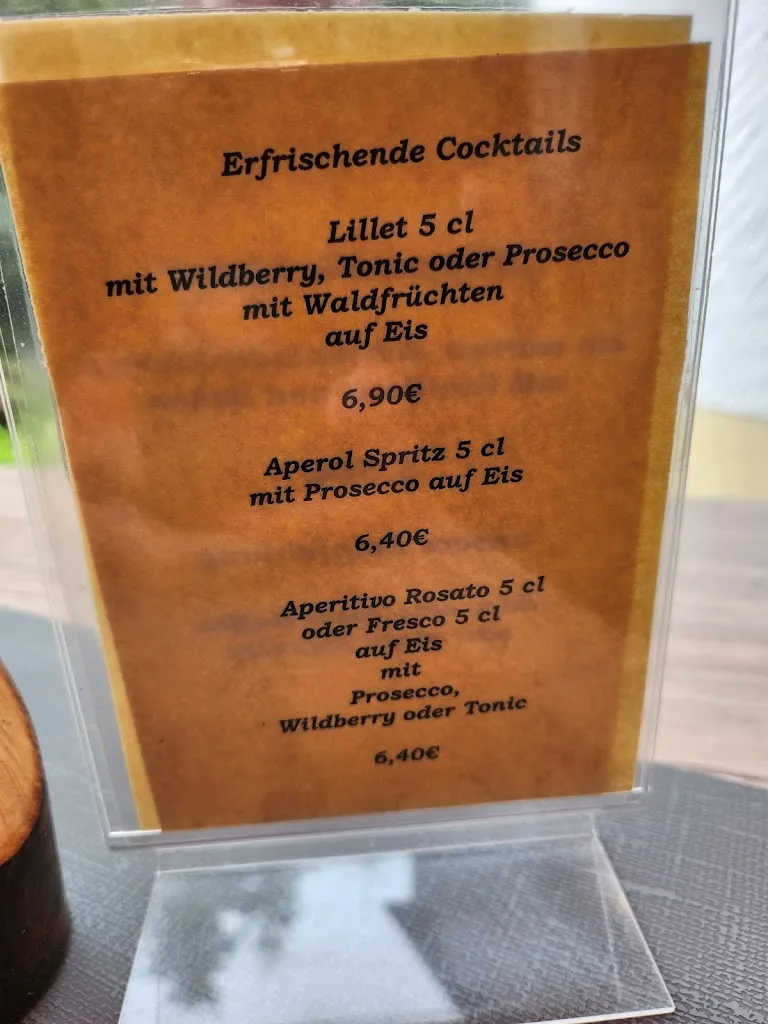 Erfrischende Cocktails
Lillet 5 cl
mit Wildberry, Tonic oder Prosecco
mit Waldfrüchten
auf Eis
6,90€
Aperol Spritz 5 cl
mit Prosecco auf Eis
6,40€
Aperitivo Rosato 5 cl
oder Fresco 5 cl
auf Eis
mit
Prosecco,
Wildberry oder Tonic
6,40€